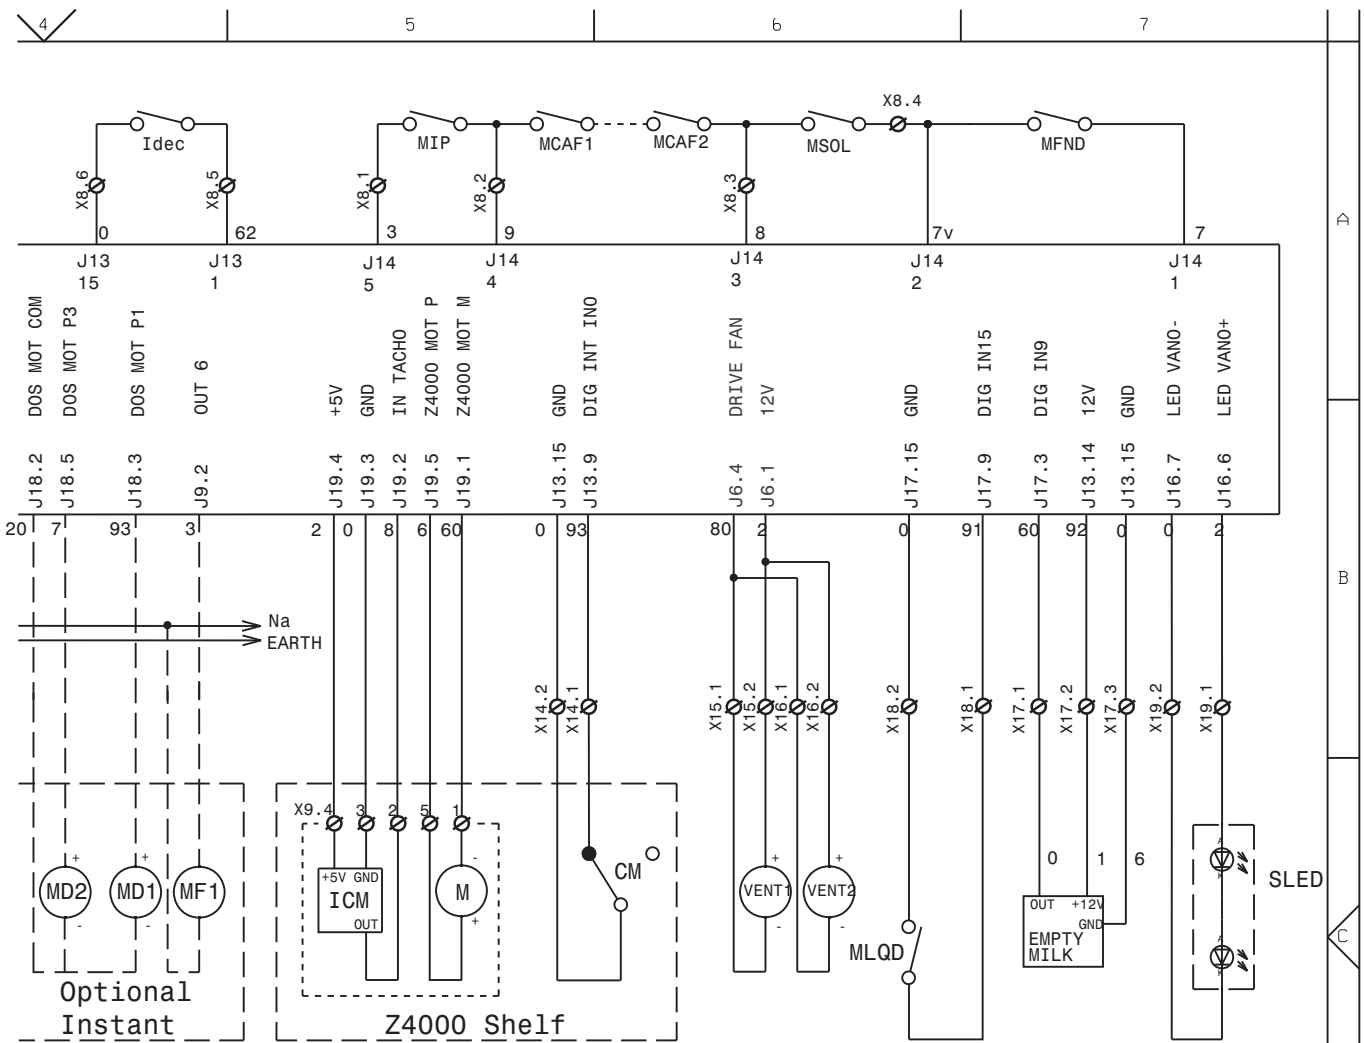 4 5 6 7
X8.4
Idec MIP MCAF1 MCAF2 MSOL MFND
X8.6 X8.5 X8.1 X8.2 X8.3
A
0 62 3 9 8 7v 7
J13 J13 J14 J14 J14 J14 J14
15 1 5 4 3 2 1
DOS MOT COM
DOS MOT P3
DOS MOT P1
OUT 6
+5V
GND
IN TACHO
Z4000 MOT P
Z4000 MOT M
GND
DIG INT IN0
DRIVE FAN
12V
GND
DIG IN15
DIG IN9
12V
GND
LED VANO-
LED VANO+
J18.2 J18.5 J18.3 J9.2 J19.4 J19.3 J19.2 J19.5 J19.1 J13.15 J13.9 J6.4 J6.1 J17.15 J17.9 J17.3 J13.14 J13.15 J16.7 J16.6
20 7 93 3 2 0 8 6 60 0 93 80 2 0 91 60 92 0 0 2
B
Na
EARTH
X14.2 X14.1 X15.1 X15.2 X16.1 X16.2 X18.2 X18.1 X17.1 X17.2 X17.3 X19.2 X19.1
X9.4 3 2 5 1
+ + - + + A
0 1 6
CM
SLED
+5V GND
MD2 MD1 MF1 ICM M VENT1 VENT2
K
OUT +12V
OUT
GND
- - + - -
EMPTY
MILK
A
C
MLQD
K
Optional
Instant
Z4000 Shelf